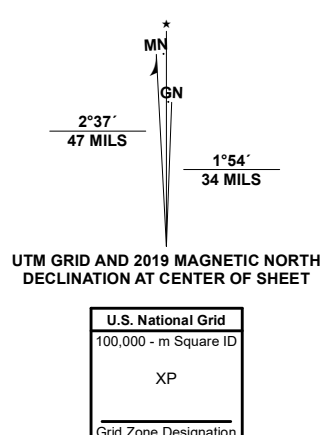 ★
MN
GN
2°37´
47 MILS
1°54´
34 MILS
UTM GRID AND 2019 MAGNETIC NORTH
DECLINATION AT CENTER OF SHEET
U.S. National Grid
100,000 - m Square ID
XP
Grid Zone Designation